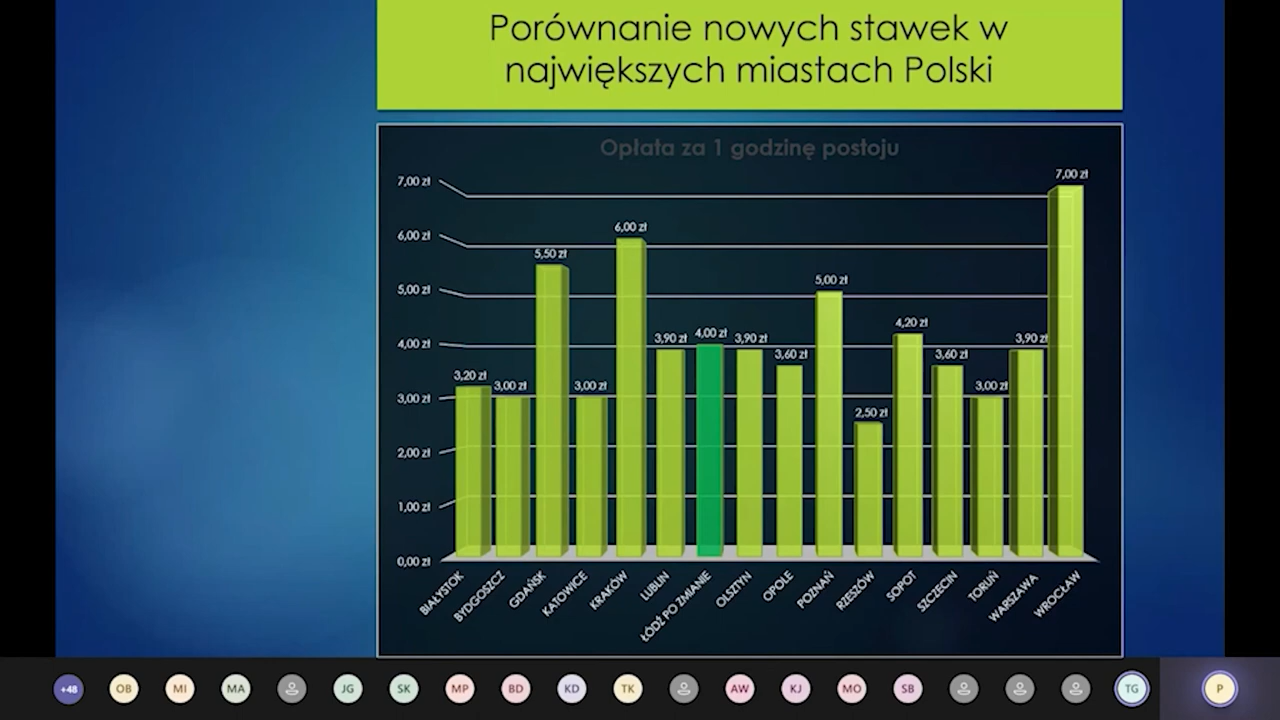 Porównanie nowych stawek w
największych miastach Polski
Opłata za 1 godzinę postoju
7,00 zł
6,00 zł
5,00 zł
4,00 zł
3,00 zł
2,00 zł
1,00 zł
0,00 zł
3,20 zł
3,00 zł
5,50 zł
3,00 zł
6,00 zł
3,90 zł
4,00 zł
3,90 zł
3,60 zł
5,00 zł
2,50 zł
4,20 zł
3,60 zł
3,00 zł
3,90 zł
7,00 zł
BIAŁYSTOK
BYDGOSZCZ
GDAŃSK
KATOWICE
KRAKÓW
LUBLIN
ŁÓDŹ PO ZMIANIE
OLSZTYN
OPOLE
POZNAŃ
RZESZÓW
SOPOT
SZCZECIN
TORUŃ
WARSZAWA
WROCŁAW
+48
OB
MI
MA
JG
SK
MP
BD
KD
TK
AW
KJ
MO
SB
TG
P